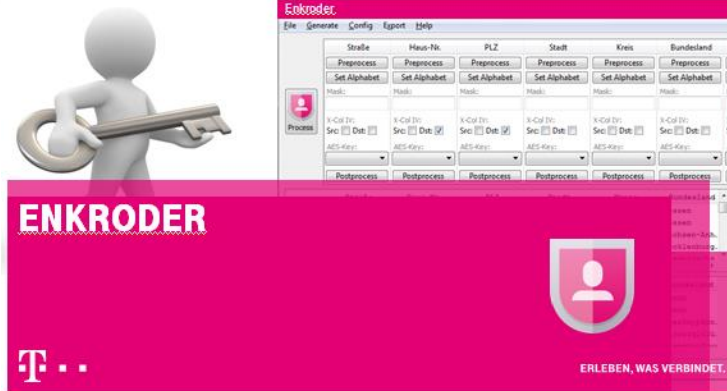 Enkroder
File Generate Config Export Help
Straße Haus-Nr. PLZ Stadt Kreis Bundesland
Preprocess Preprocess Preprocess Preprocess Preprocess Preprocess
Set Alphabet Set Alphabet Set Alphabet Set Alphabet Set Alphabet Set Alphabet
Mask: Mask: Mask: Mask: Mask: Mask:
X-Col IV: X-Col IV: X-Col IV: X-Col IV: X-Col IV: X-Col IV:
Process Src: Dst: Src: Dst: Src: Dst: Src: Dst: Src: Dst: Src: Dst:
AES-Key: AES-Key: AES-Key: AES-Key: AES-Key: AES-Key:
Postprocess Postprocess Postprocess Postprocess Postprocess Postprocess
Bundesland
ENKRODER
T
ERLEBEN, WAS VERBINDET.